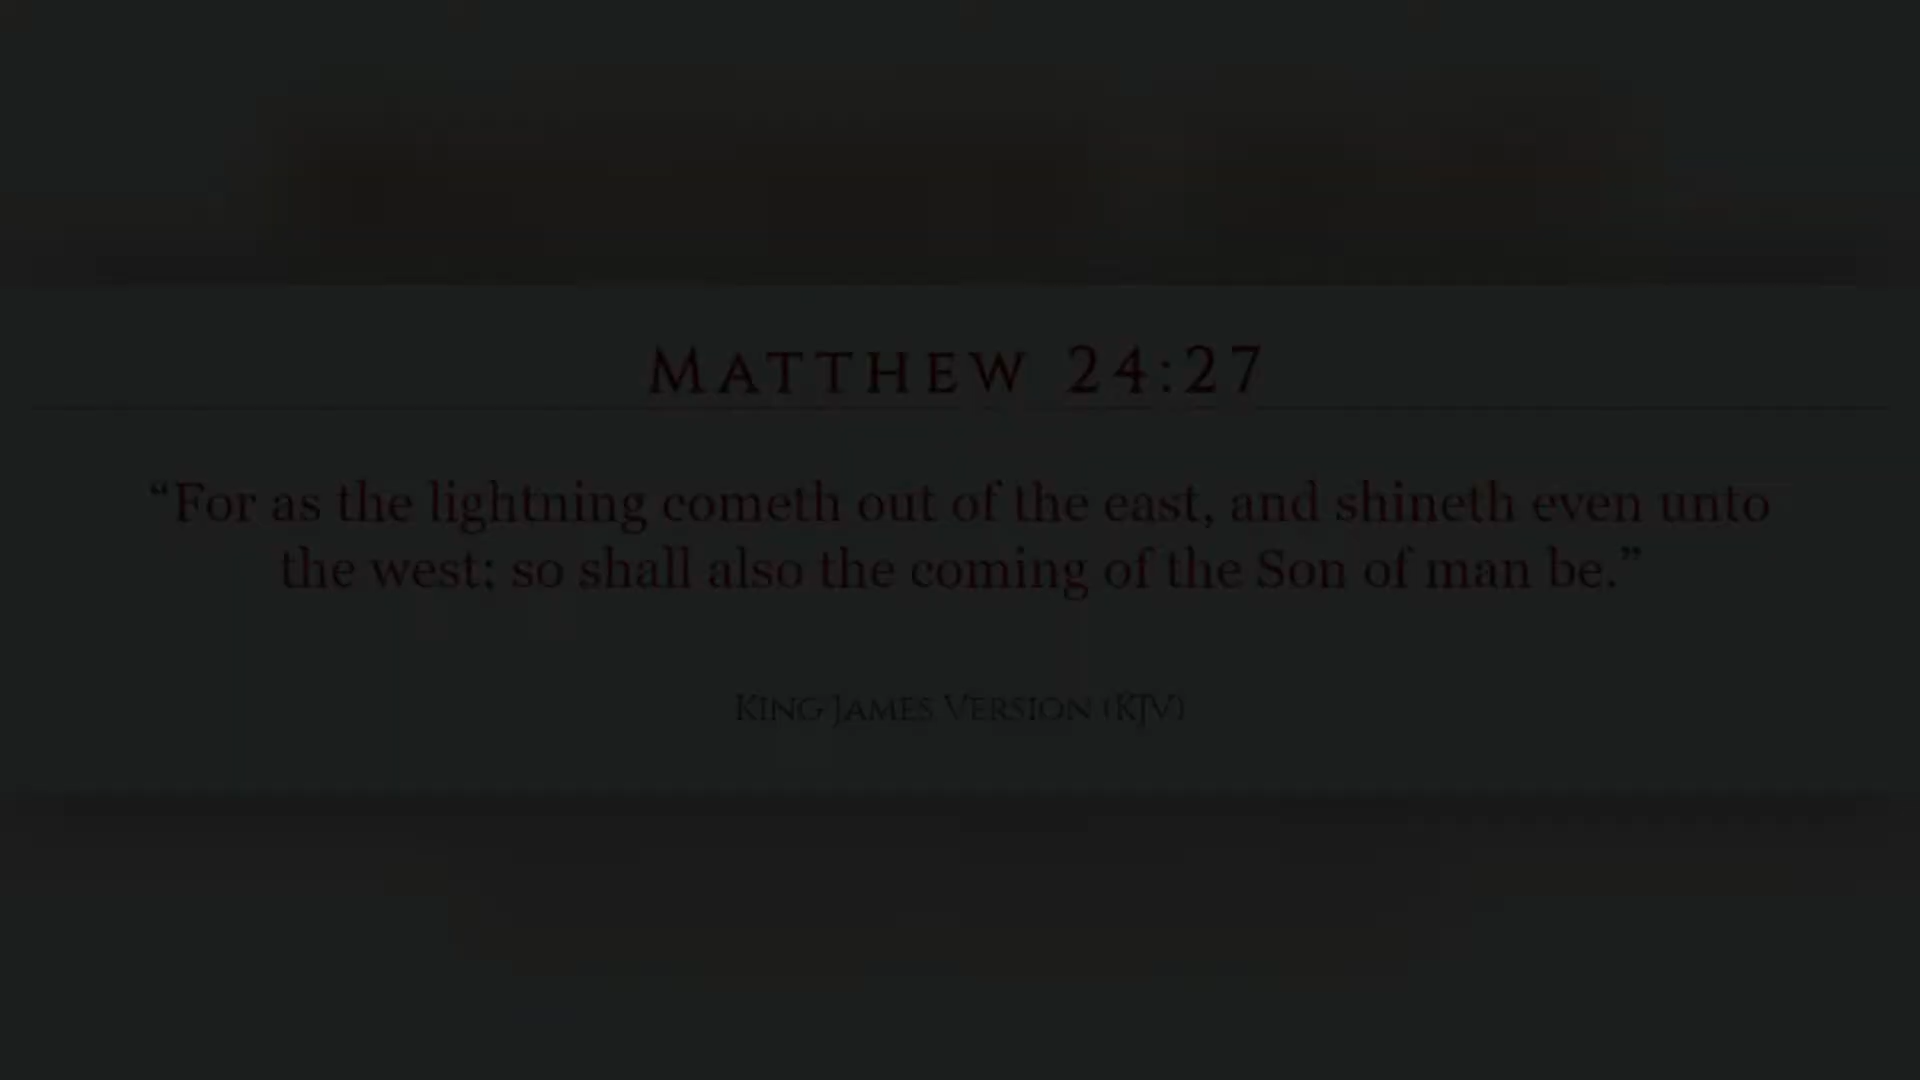 MATTHEW 24:27
“For as the lightning cometh out of the east, and shineth even unto
the west; so shall also the coming of the Son of man be.”
KING JAMES VERSION (KJV)